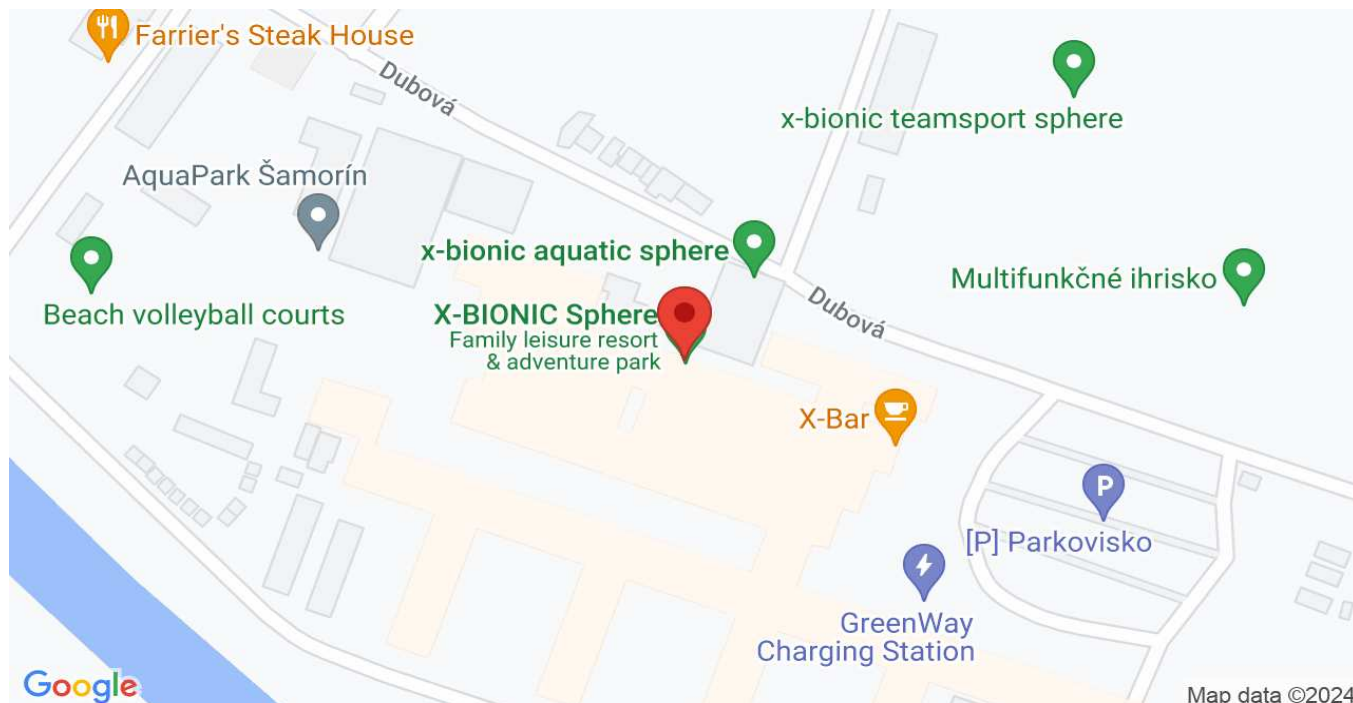 Farrier's Steak House
Dubová
x-bionic teamsport sphere
AquaPark Šamorín
x-bionic aquatic sphere
Multifunkčné ihrisko
Dubová
Beach volleyball courts
X-BIONIC Sphere
Family leisure resort
& adventure park
X-Bar
P
[P] Parkovisko
GreenWay
Charging Station
Google
Map data ©2024